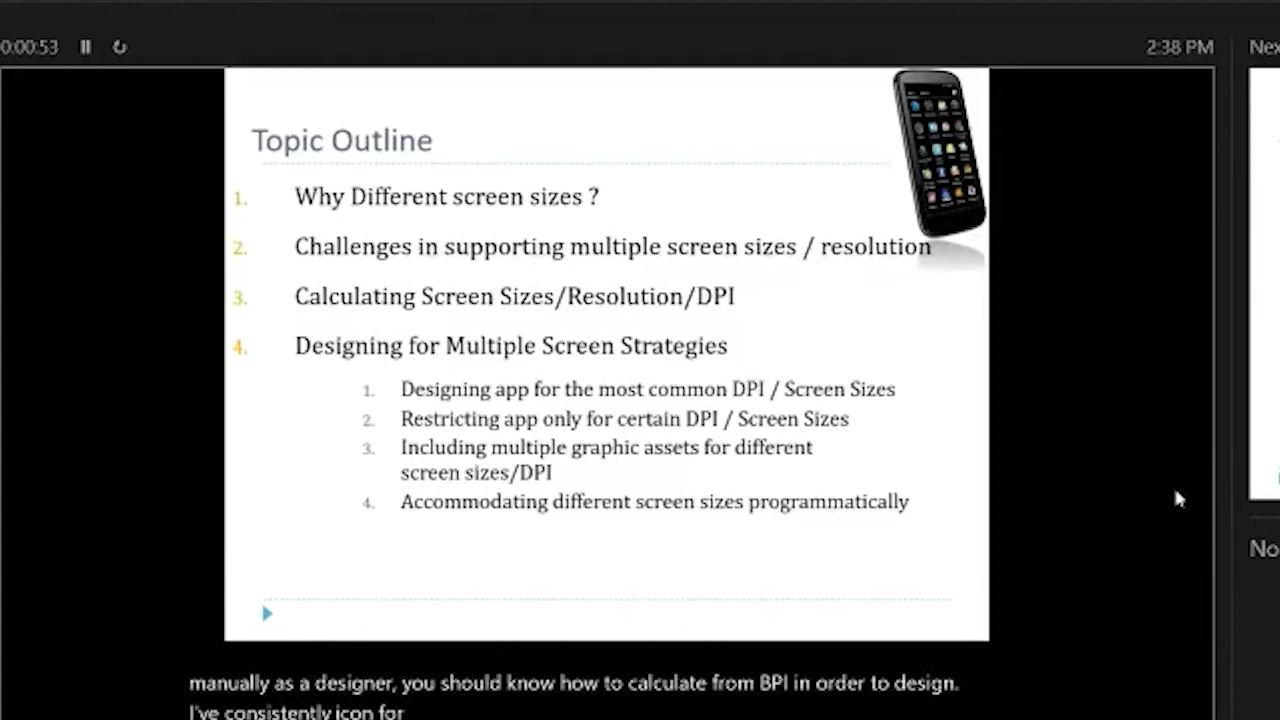 0:00:53
2:38 PM
Topic Outline
1. Why Different screen sizes ?
2. Challenges in supporting multiple screen sizes / resolution
3. Calculating Screen Sizes/Resolution/DPI
4. Designing for Multiple Screen Strategies
1. Designing app for the most common DPI / Screen Sizes
2. Restricting app only for certain DPI / Screen Sizes
3. Including multiple graphic assets for different
screen sizes/DPI
4. Accommodating different screen sizes programmatically
manually as a designer, you should know how to calculate from BPI in order to design.
I've consistently icon for